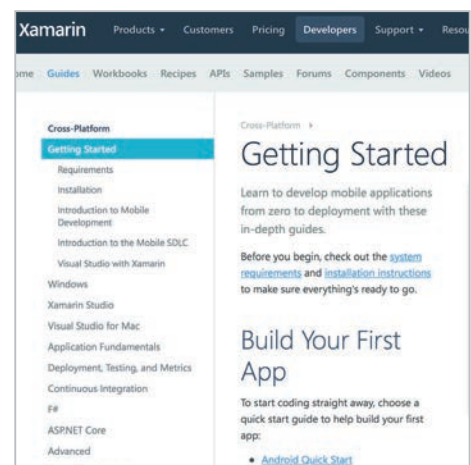 Xamarin Products Customers Pricing Developers Support Resou
ome Guides Workbooks Recipes APIs Samples Forums Components Videos
Cross-Platform
Getting Started
Requirements
Installation
Introduction to Mobile
Development
Introduction to the Mobile SDLC
Visual Studio with Xamarin
Windows
Xamarin Studio
Visual Studio for Mac
Application Fundamentals
Deployment, Testing, and Metrics
Continuous Integration
F#
ASP.NET Core
Advanced
Cross-Platform
Getting Started
Learn to develop mobile applications
from zero to deployment with these
in-depth guides.
Before you begin, check out the system
requirements and installation instructions
to make sure everything's ready to go.
Build Your First
App
To start coding straight away, choose a
quick start guide to help build your first
app:
• Android Quick Start